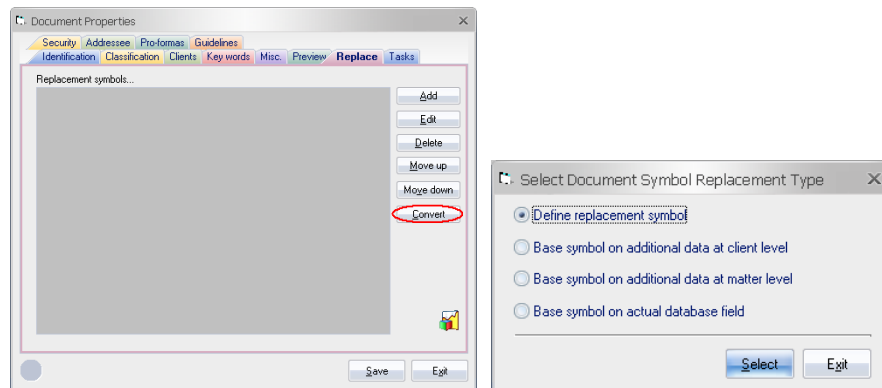 Document Properties
Security Addressee Pro-formas Guidelines
Identification Classification Clients Key words Misc. Preview Replace Tasks
Replacement symbols...
Add
Edit
Delete
Move up
Move down
Convert
Save Exit
Select Document Symbol Replacement Type
Define replacement symbol
Base symbol on additional data at client level
Base symbol on additional data at matter level
Base symbol on actual database field
Select Exit